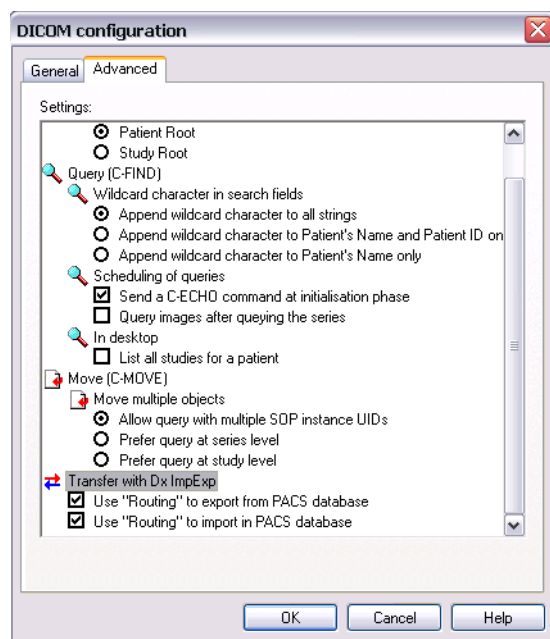 DICOM configuration
General
Advanced
Settings:
Patient Root
Study Root
Query (C-FIND)
Wildcard character in search fields
Append wildcard character to all strings
Append wildcard character to Patient's Name and Patient ID on
Append wildcard character to Patient's Name only
Scheduling of queries
Send a C-ECHO command at initialisation phase
Query images after queying the series
In desktop
List all studies for a patient
Move (C-MOVE)
Move multiple objects
Allow query with multiple SOP instance UIDs
Prefer query at series level
Prefer query at study level
Transfer with Dx ImpExp
Use "Routing" to export from PACS database
Use "Routing" to import in PACS database
OK
Cancel
Help